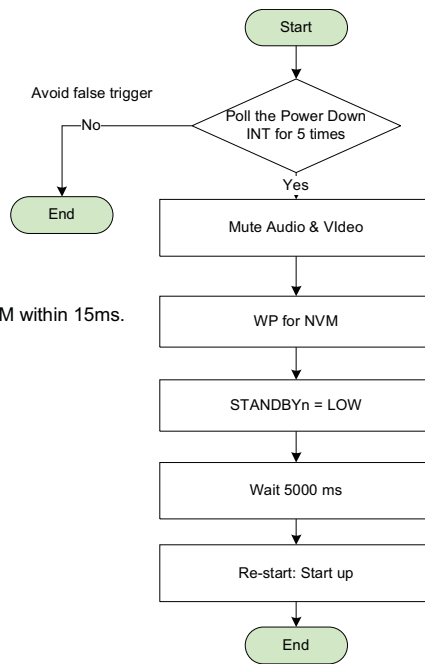 Start
Avoid false trigger
Poll the Power Down
INT for 5 times
No
End
Yes
Mute Audio & VIdeo
M within 15ms.
WP for NVM
STANDBYn = LOW
Wait 5000 ms
Re-start: Start up
End